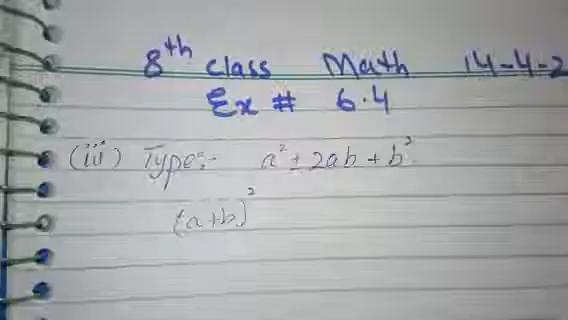 8th class Math 14-4-2
Ex # 6.4
(iii) Type:- a² ± 2ab + b²
(a+b)²